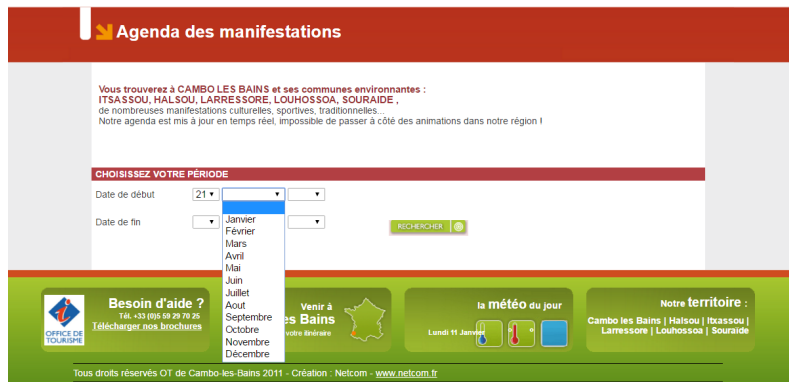 Agenda des manifestations
Vous trouverez à CAMBO LES BAINS et ses communes environnantes :
ITSASSOU, HALSOU, LARRESSORE, LOUHOSSOA, SOURAIDE ,
de nombreuses manifestations culturelles, sportives, traditionnelles...
Notre agenda est mis à jour en temps réel, impossible de passer à côté des animations dans notre région !
CHOISISSEZ VOTRE PÉRIODE
Date de début 21
Janvier
Février
Mars
Avril
Mai
Juin
Juillet
Aout
Septembre
Octobre
Novembre
Décembre
Date de fin
RECHERCHER
OFFICE DE
TOURISME
Besoin d'aide ?
Tél. +33 (0)5 59 29 70 25
Télécharger nos brochures
Venir à
es Bains
votre itinéraire
la météo du jour
Lundi 11 Janvier
Notre territoire :
Cambo les Bains | Halsou | Itxassou |
Larressore | Louhossoa | Souraïde
Tous droits réservés OT de Cambo-les-Bains 2011 - Création : Netcom - www.netcom.fr